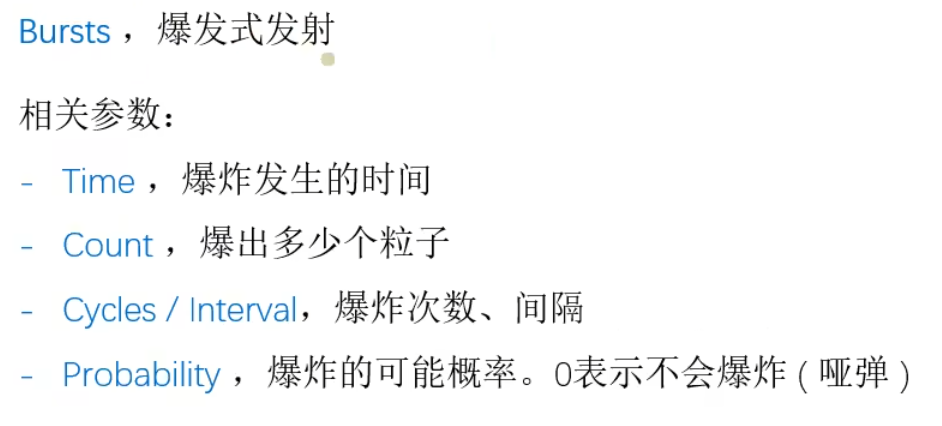 Bursts ，爆发式发射
相关参数：
- Time ，爆炸发生的时间
- Count ，爆出多少个粒子
- Cycles / Interval，爆炸次数、间隔
- Probability ，爆炸的可能概率。0表示不会爆炸 ( 哑弹 )